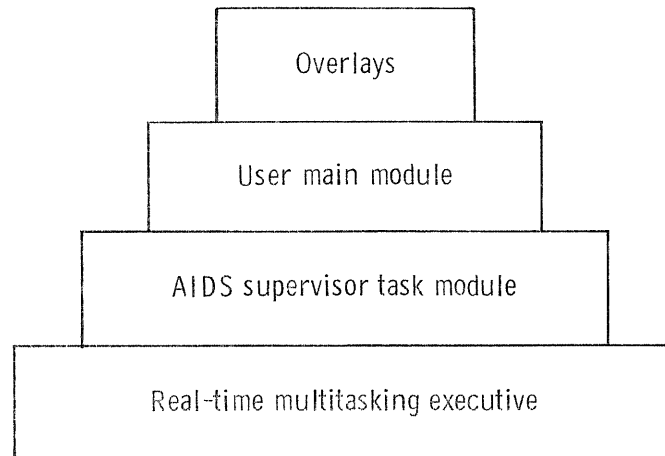 Overlays
User main module
AIDS supervisor task module
Real-time multitasking executive